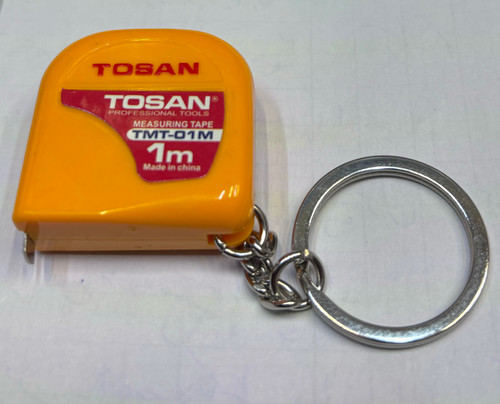 TOSAN
TOSAN®
PROFESSIONAL TOOLS
MEASURING TAPE
TMT-01M
1m
Made in china